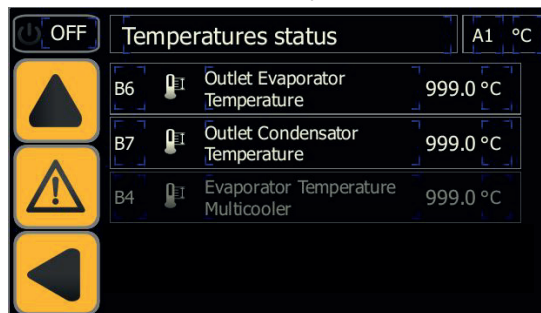 OFF Temperatures status A1 °C
B6 Outlet Evaporator Temperature 999.0 °C
B7 Outlet Condensator Temperature 999.0 °C
B4 Evaporator Temperature Multicooler 999.0 °C